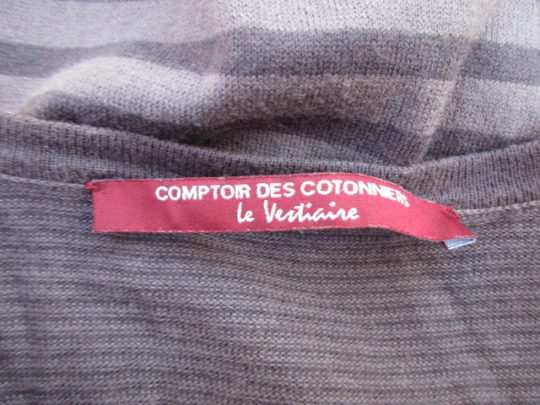 COMPTOIR DES COTONNIERS
Le Vestiaire